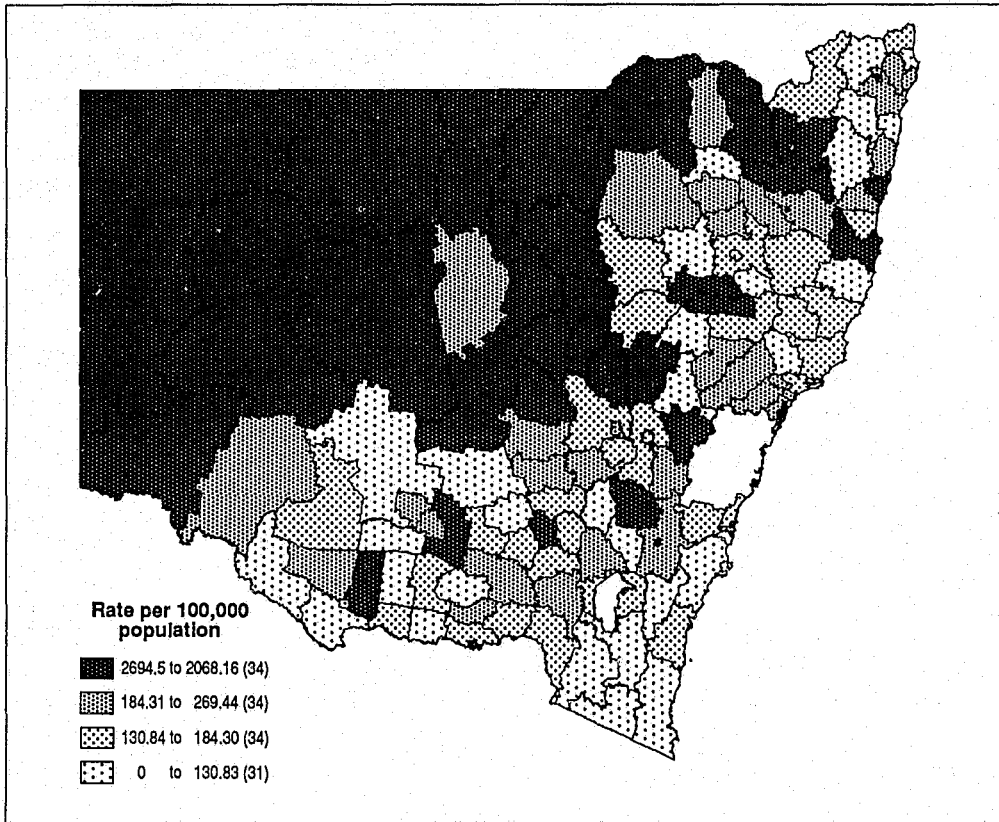 Rate per 100,000
population
2694.5 to 2068.16 (34)
184.31 to 269.44 (34)
130.84 to 184.30 (34)
0 to 130.83 (31)